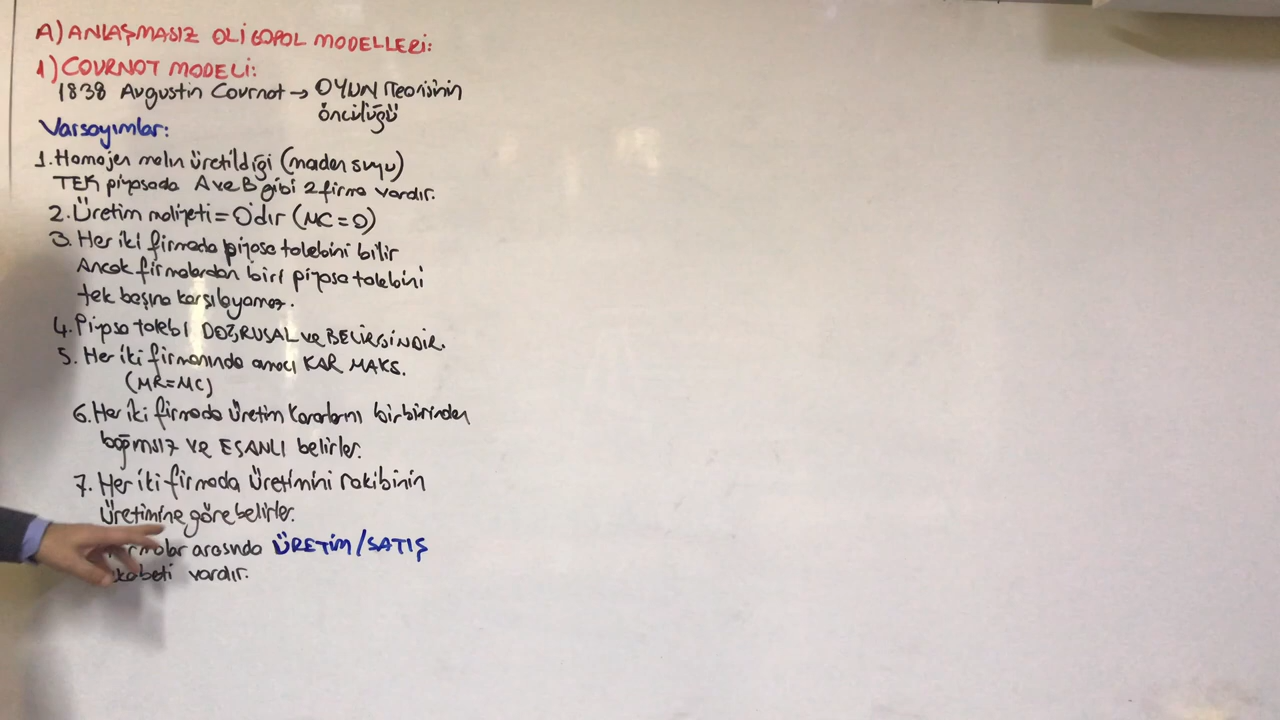 A) ANLAŞMASIZ OLİGOPOL MODELLERİ:
1) COURNOT MODELİ:
1838 Augustin Cournot → OYUN Teorisinin
öncülüğü
Varsayımlar:
1. Homojen malın üretildiği (maden suyu)
TEK piyasada A ve B gibi 2 firma vardır.
2. Üretim maliyeti = 0'dır (MC = 0)
3. Her iki firmada piyasa talebini bilir
Ancak firmalardan biri piyasa talebini
tek başına karşılayamaz.
4. Piyasa talebi DOĞRUSAL ve BELİRGİNDİR.
5. Her iki firmanında amacı KAR MAKS.
(MR = MC)
6. Her iki firmada üretim kararlarını birbirinden
bağımsız ve EŞANLI belirler.
7. Her iki firmada üretimini rakibinin
üretimine göre belirler.
arasında ÜRETİM / SATIŞ
vardır.